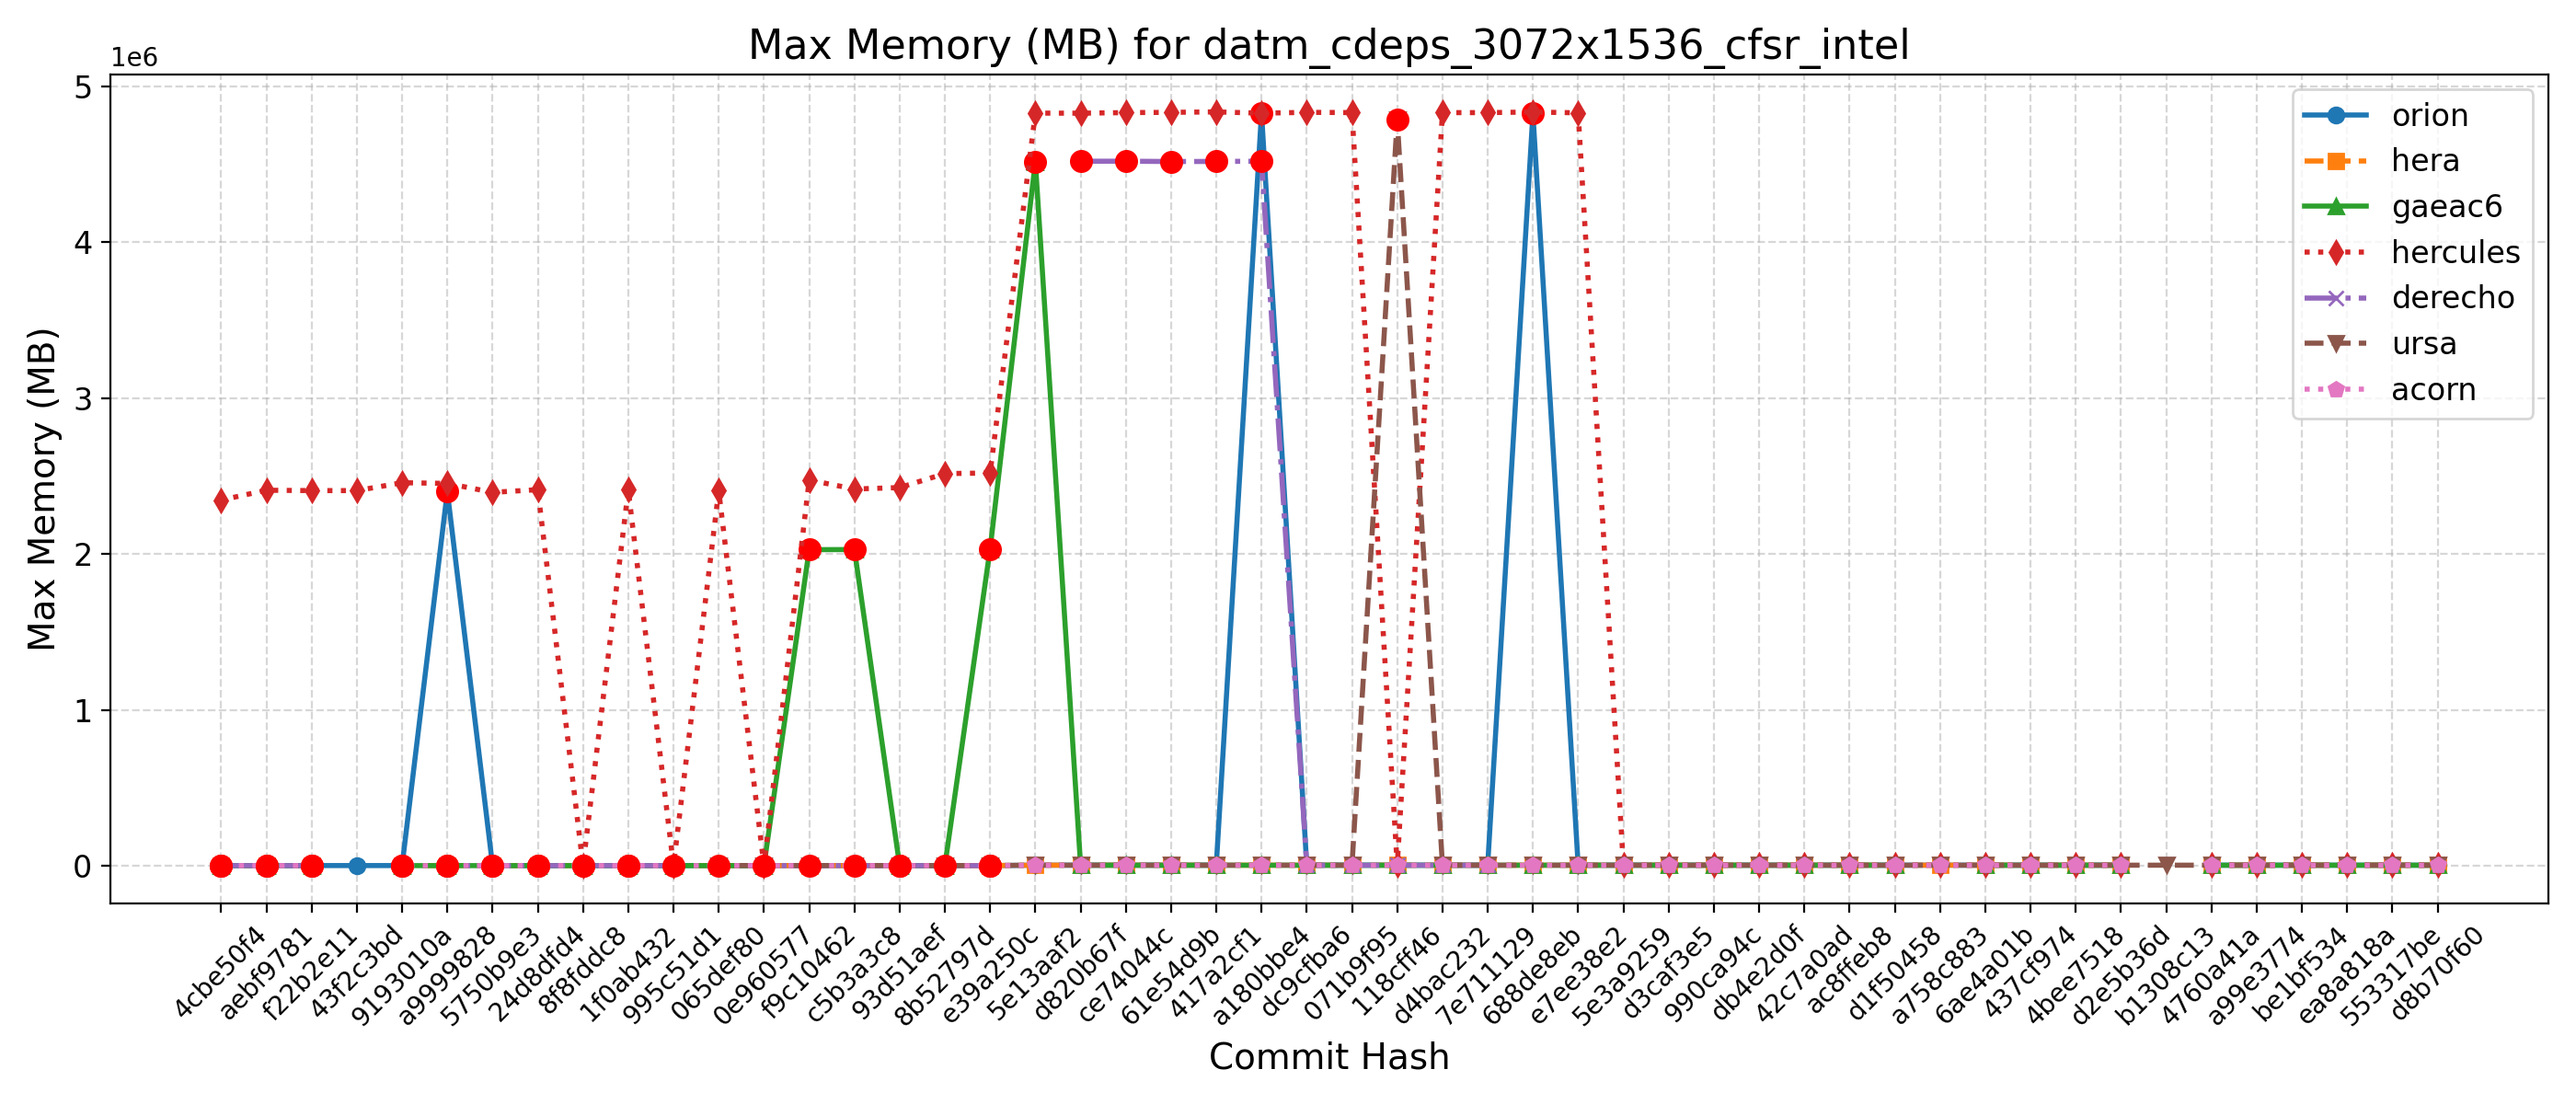 Max Memory (MB) for datm_cdeps_3072x1536_cfsr_intel
1e6
5
4
3
2
1
0
Max Memory (MB)
orion
hera
gaeac6
hercules
derecho
ursa
acorn
4cbe50f4
aebf9781
f22b2e11
43f2c3bd
9193010a
a9999828
5750b9e3
24d8dfd4
8f8fddc8
1f0ab432
995c51d1
065def80
0e960577
f9c10462
c5b3a3c8
93d51aef
8b52797d
e39a250c
5e13aaf2
d820b67f
ce74044c
61e54d9b
417a2cf1
a180bbe4
dc9cfba6
071b9f95
118cff46
d4bac232
7e711129
688de8eb
e7ee38e2
5e3a9259
d3caf3e5
990ca94c
db4e2d0f
42c7a0ad
ac8ffeb8
d1f50458
a758c883
6ae4a01b
437cf974
4bee7518
d2e5b36d
b1308c13
4760a41a
a99e3774
be1bf534
ea8a818a
55317be
d8b70f60
Commit Hash